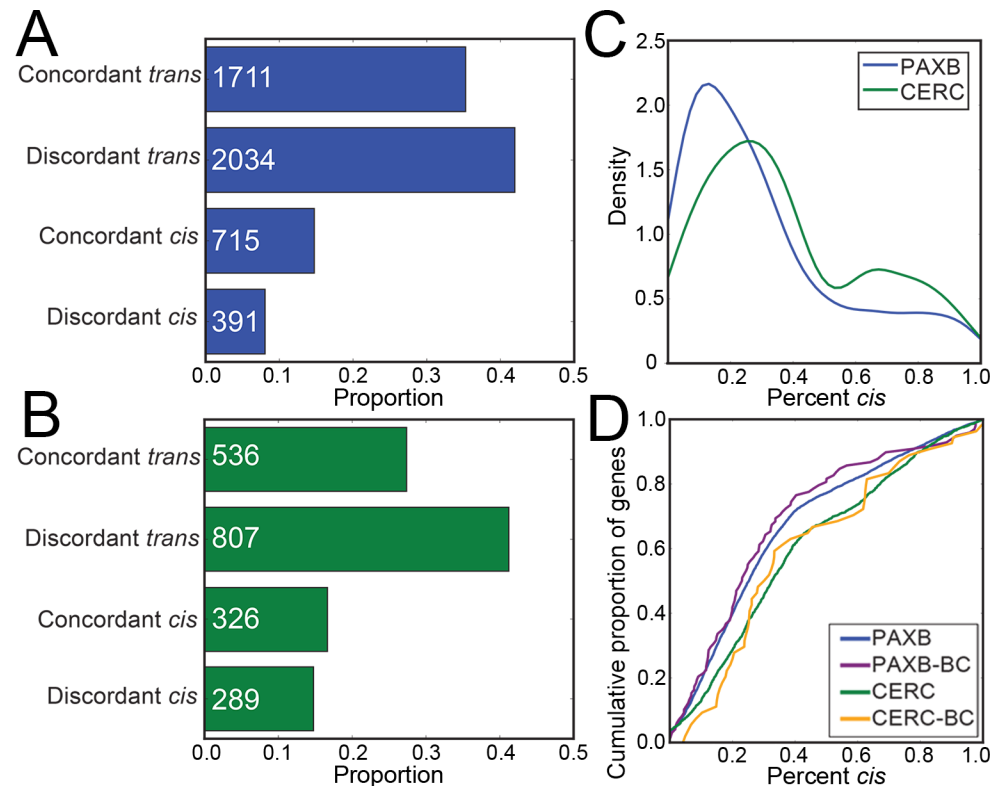 A
Concordant trans
1711
Discordant trans
2034
Concordant cis
715
Discordant cis
391
0.0 0.1 0.2 0.3 0.4 0.5
Proportion
B
Concordant trans
536
Discordant trans
807
Concordant cis
326
Discordant cis
289
0.0 0.1 0.2 0.3 0.4 0.5
Proportion
C
2.5
2.0
1.5
1.0
0.5
0
Density
PAXB
CERC
0.2 0.4 0.6 0.8 1.0
Percent cis
D
1.0
0.8
0.6
0.4
0.2
0.0
Cumulative proportion of genes
PAXB
PAXB-BC
CERC
CERC-BC
0.2 0.4 0.6 0.8 1.0
Percent cis